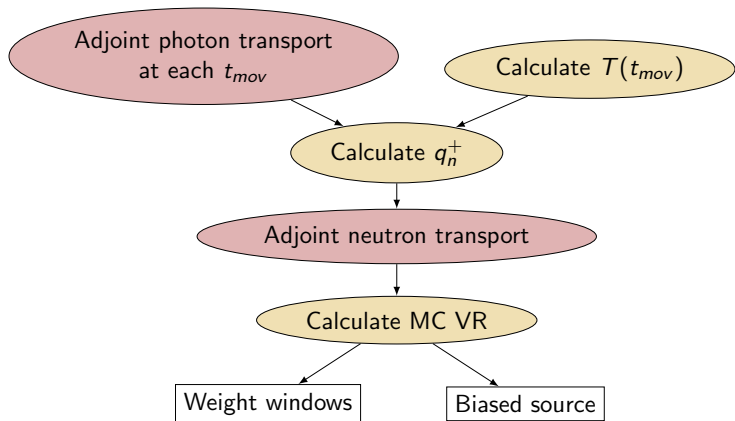 Adjoint photon transport
at each t_mov
Calculate T(t_mov)
Calculate q_n^+
Adjoint neutron transport
Calculate MC VR
Weight windows
Biased source